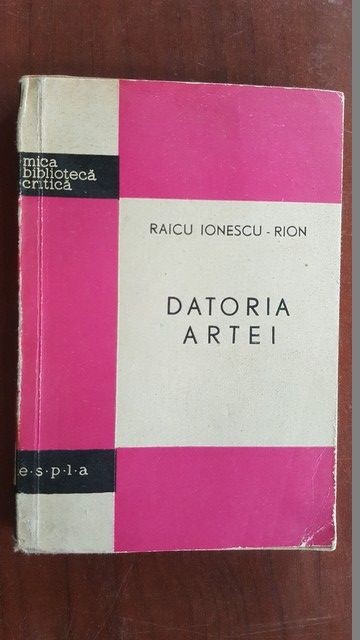 mica
bibliotecă
critică
RAICU IONESCU - RION
DATORIA
ARTEI
e·s·p·l·a